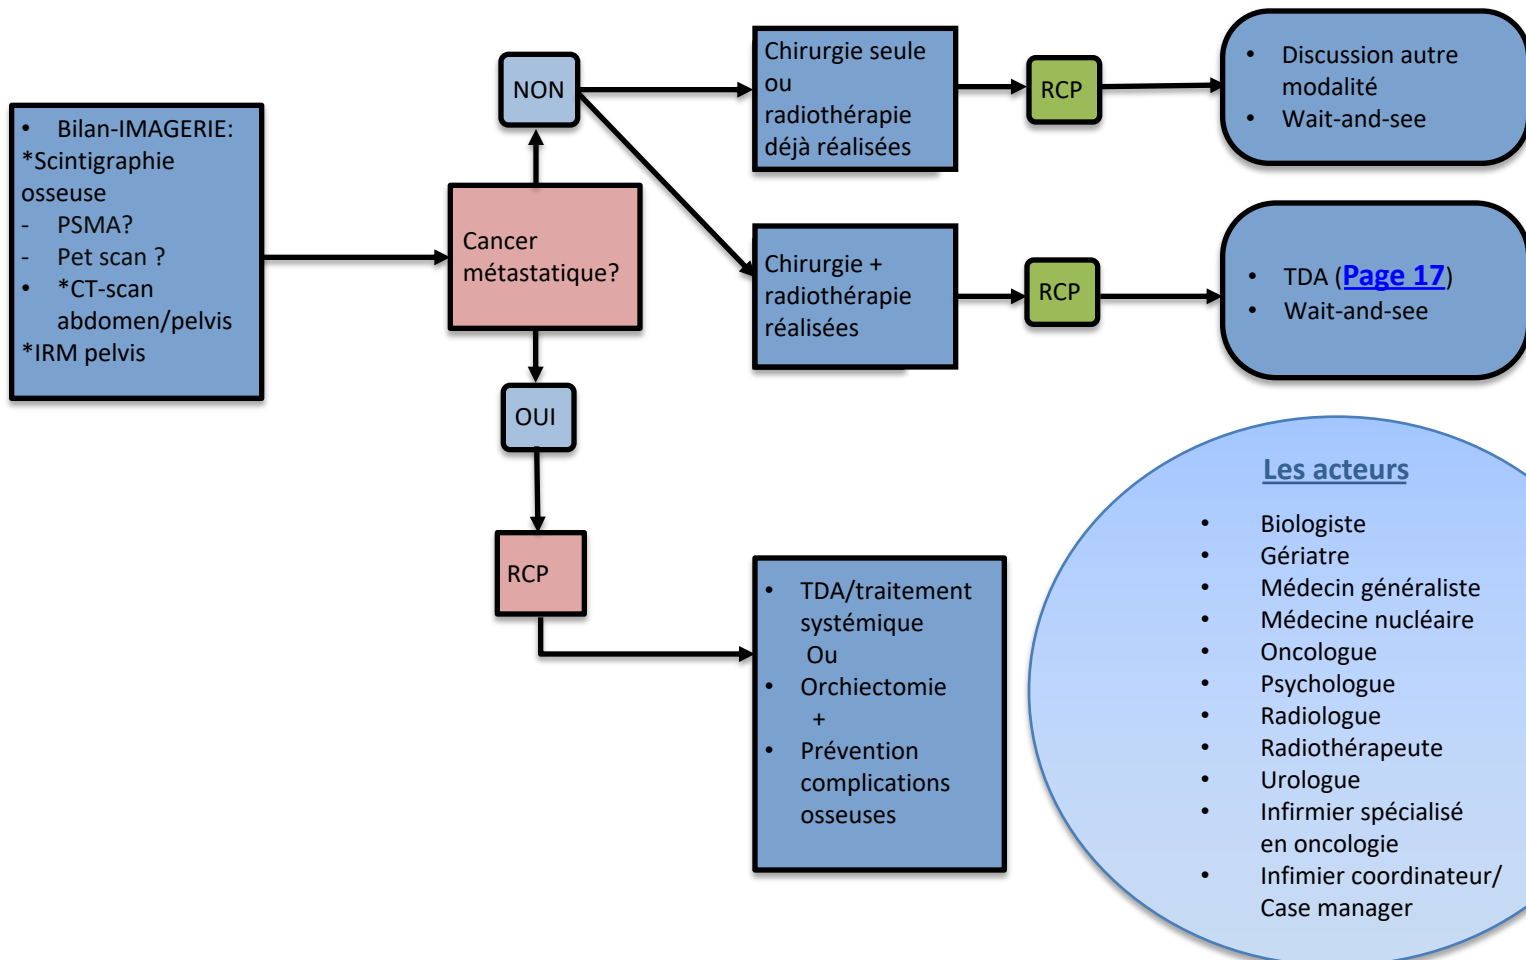 • Bilan-IMAGERIE:
*Scintigraphie
osseuse
- PSMA?
- Pet scan ?
• *CT-scan
abdomen/pelvis
*IRM pelvis
Cancer
métastatique?
NON
Chirurgie seule
ou
radiothérapie
déjà réalisées
RCP
• Discussion autre
modalité
• Wait-and-see
Chirurgie +
radiothérapie
réalisées
RCP
• TDA (Page 17)
• Wait-and-see
OUI
RCP
• TDA/traitement
systémique
Ou
• Orchiectomie
+
• Prévention
complications
osseuses
Les acteurs
• Biologiste
• Gériatre
• Médecin généraliste
• Médecine nucléaire
• Oncologue
• Psychologue
• Radiologue
• Radiothérapeute
• Urologue
• Infirmier spécialisé
en oncologie
• Infimier coordinateur/
Case manager